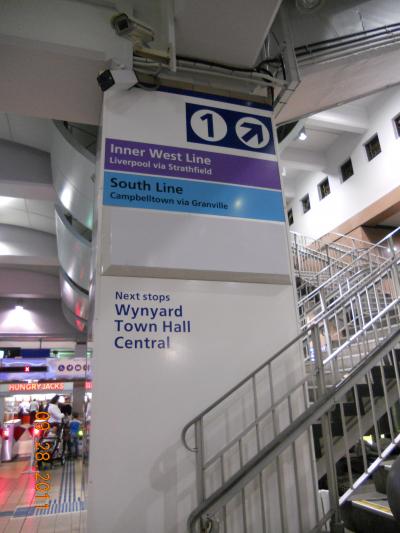 1
Inner West Line
Liverpool via Strathfield
South Line
Campbelltown via Granville
Next stops
Wynyard
Town Hall
Central
HUNGRY JACKS
09-28-2011